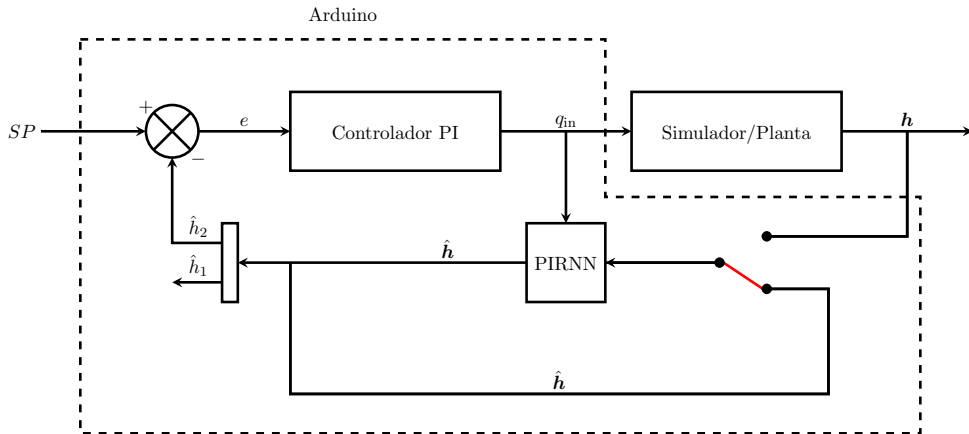 Arduino
SP
+
−
e
Controlador PI
q_in
Simulador/Planta
h
ĥ_2
ĥ_1
ĥ
PIRNN
ĥ